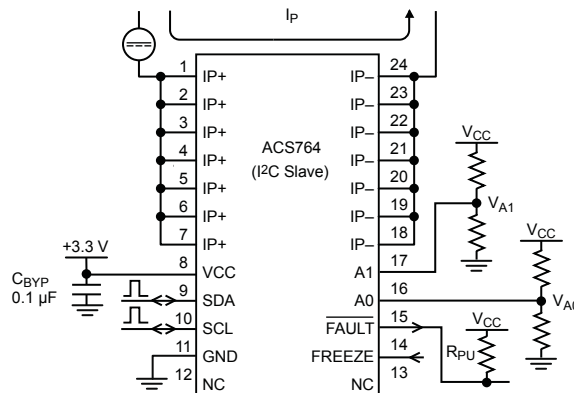 IP
1 IP+ IP– 24
2 IP+ IP– 23
3 IP+ IP– 22
4 IP+ ACS764 IP– 21
5 IP+ (I2C Slave) IP– 20
6 IP+ IP– 19
7 IP+ IP– 18
VCC
VA1
+3.3 V
8 VCC A1 17
CBYP
0.1 µF
9 SDA A0 16
VCC
VA0
10 SCL FAULT 15
VCC
RPU
11 GND FREEZE 14
12 NC NC 13